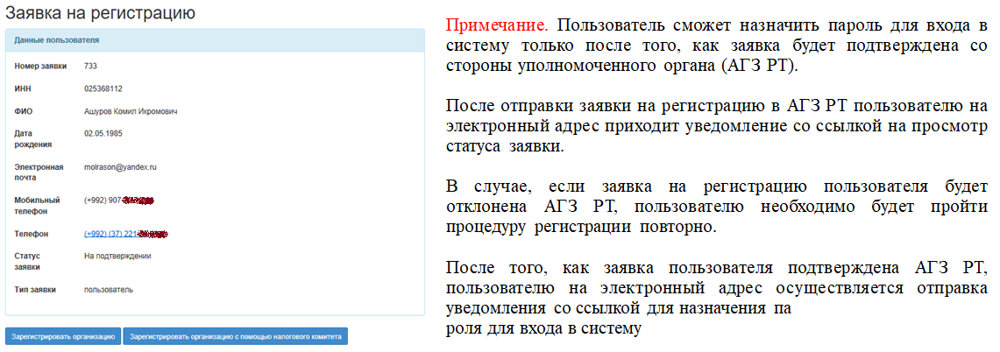 Заявка на регистрацию
Данные пользователя
Номер заявки 733
ИНН 025368112
ФИО Ашуров Комил Икромович
Дата
рождения 02.05.1985
Электронная
почта molrason@yandex.ru
Мобильный
телефон (+992) 907-
Телефон (+992) (37) 221-
Статус
заявки На подтверждении
Тип заявки пользователь
Зарегистрировать организацию Зарегистрировать организацию с помощью налогового комитета
Примечание. Пользователь сможет назначить пароль для входа в
систему только после того, как заявка будет подтверждена со
стороны уполномоченного органа (АГЗ РТ).
После отправки заявки на регистрацию в АГЗ РТ пользователю на
электронный адрес приходит уведомление со ссылкой на просмотр
статуса заявки.
В случае, если заявка на регистрацию пользователя будет
отклонена АГЗ РТ, пользователю необходимо будет пройти
процедуру регистрации повторно.
После того, как заявка пользователя подтверждена АГЗ РТ,
пользователю на электронный адрес осуществляется отправка
уведомления со ссылкой для назначения па
роля для входа в систему